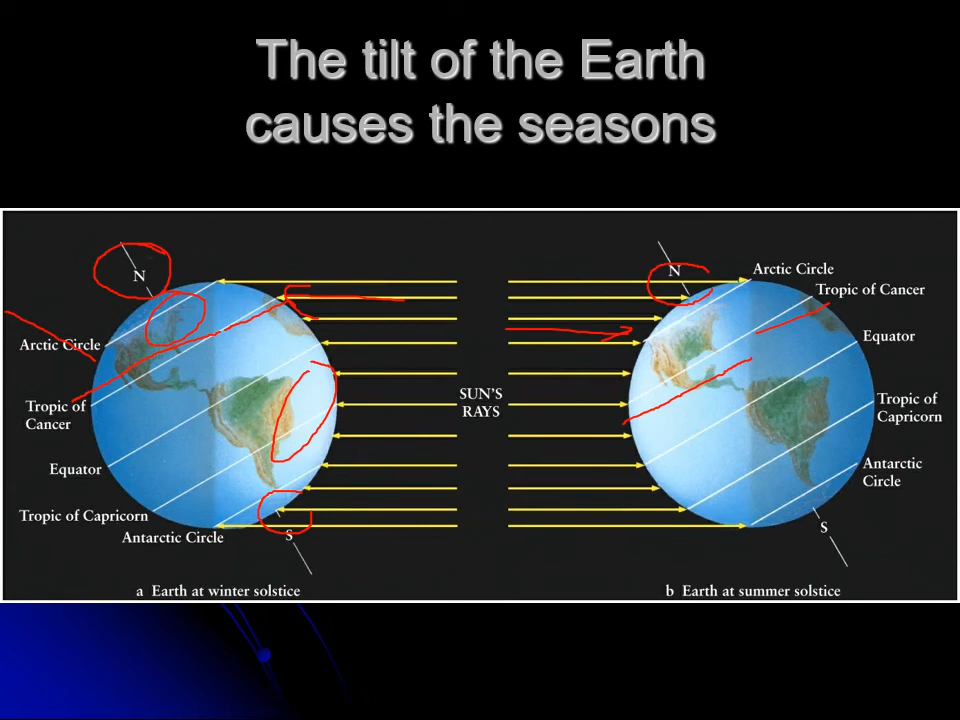 The tilt of the Earth
causes the seasons
N
Arctic Circle
Tropic of
Cancer
Equator
Tropic of Capricorn
Antarctic Circle
S
a Earth at winter solstice
SUN'S
RAYS
N
Arctic Circle
Tropic of Cancer
Equator
Tropic of
Capricorn
Antarctic
Circle
S
b Earth at summer solstice